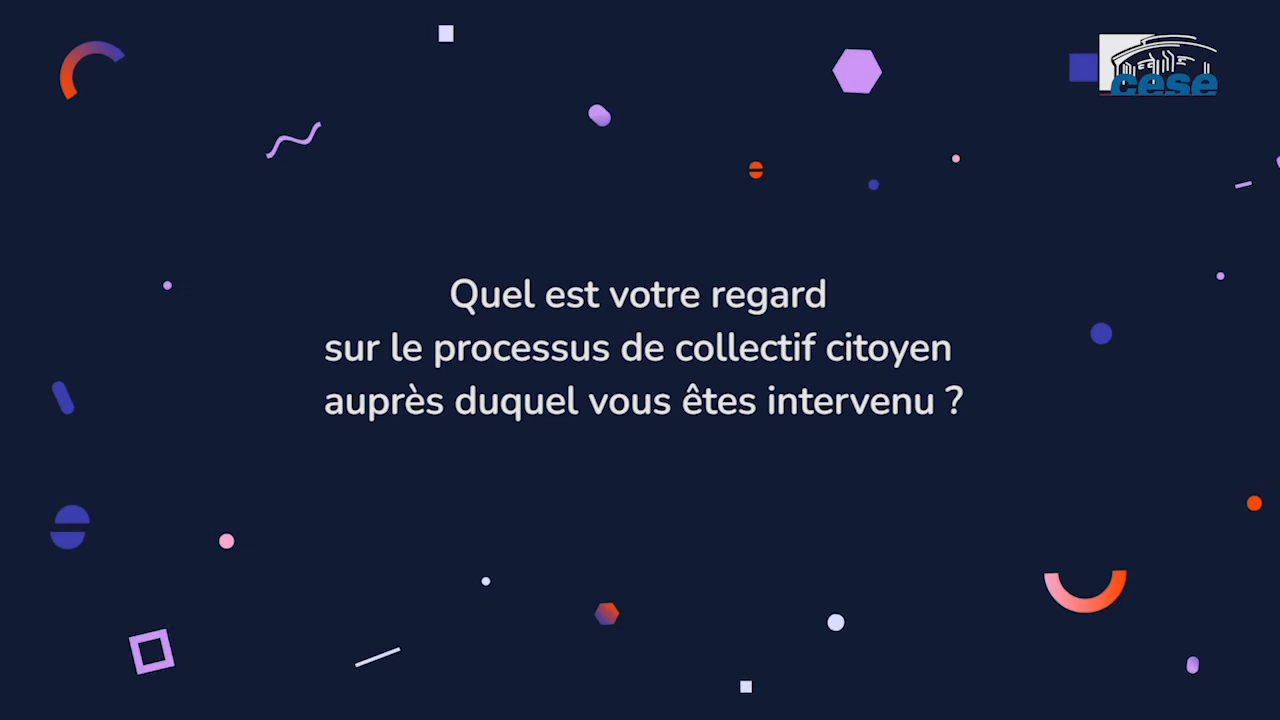 cese
Quel est votre regard
sur le processus de collectif citoyen
auprès duquel vous êtes intervenu ?